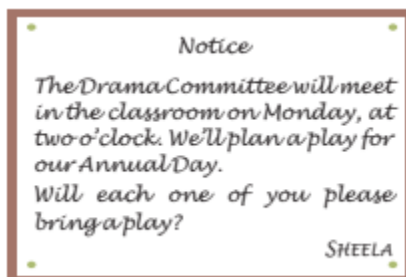 Notice
The Drama Committee will meet
in the classroom on Monday, at
two o'clock. We'll plan a play for
our Annual Day.
Will each one of you please
bring a play?
SHEELA